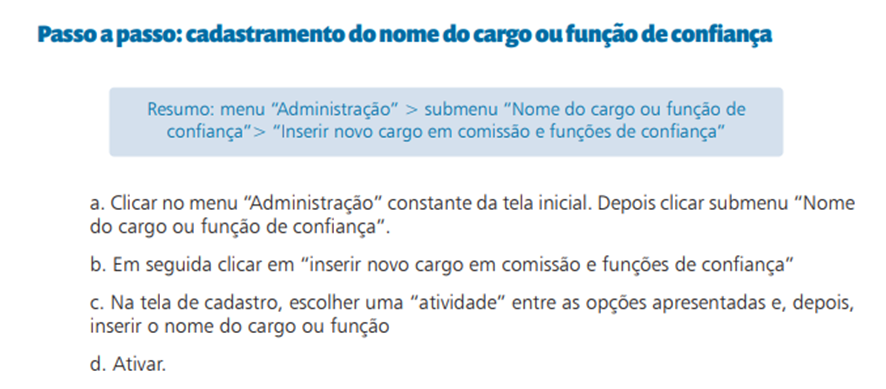 Passo a passo: cadastramento do nome do cargo ou função de confiança
Resumo: menu “Administração” > submenu “Nome do cargo ou função de
confiança”> “Inserir novo cargo em comissão e funções de confiança”
a. Clicar no menu “Administração” constante da tela inicial. Depois clicar submenu “Nome
do cargo ou função de confiança”.
b. Em seguida clicar em “inserir novo cargo em comissão e funções de confiança”
c. Na tela de cadastro, escolher uma “atividade” entre as opções apresentadas e, depois,
inserir o nome do cargo ou função
d. Ativar.